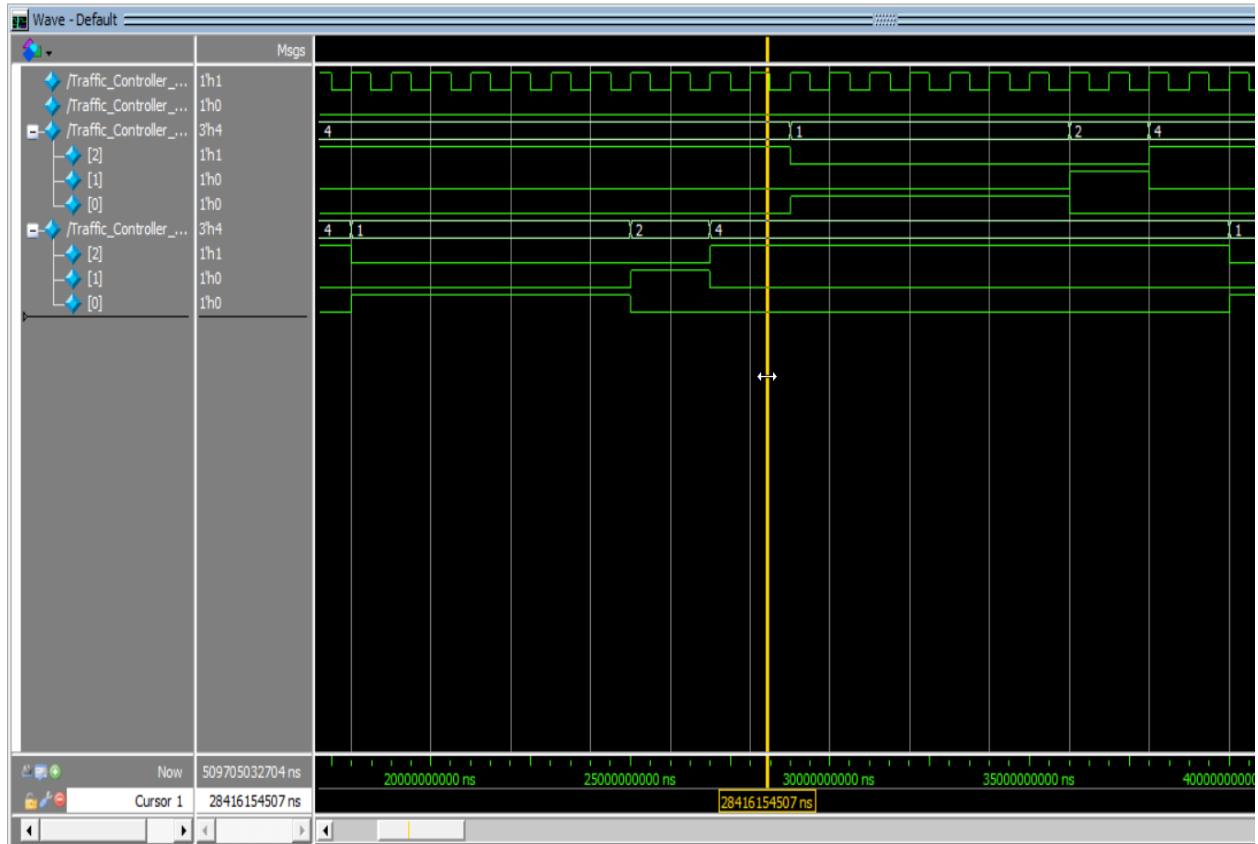 Wave - Default
Msgs
/Traffic_Controller_... 1'h1
/Traffic_Controller_... 1'h0
/Traffic_Controller_... 3'h4 4 1 2 4
[2] 1'h1
[1] 1'h0
[0] 1'h0
/Traffic_Controller_... 3'h4 4 1 2 4 1
[2] 1'h1
[1] 1'h0
[0] 1'h0
Now 509705032704 ns 20000000000 ns 25000000000 ns 30000000000 ns 35000000000 ns
Cursor 1 28416154507 ns 28416154507 ns